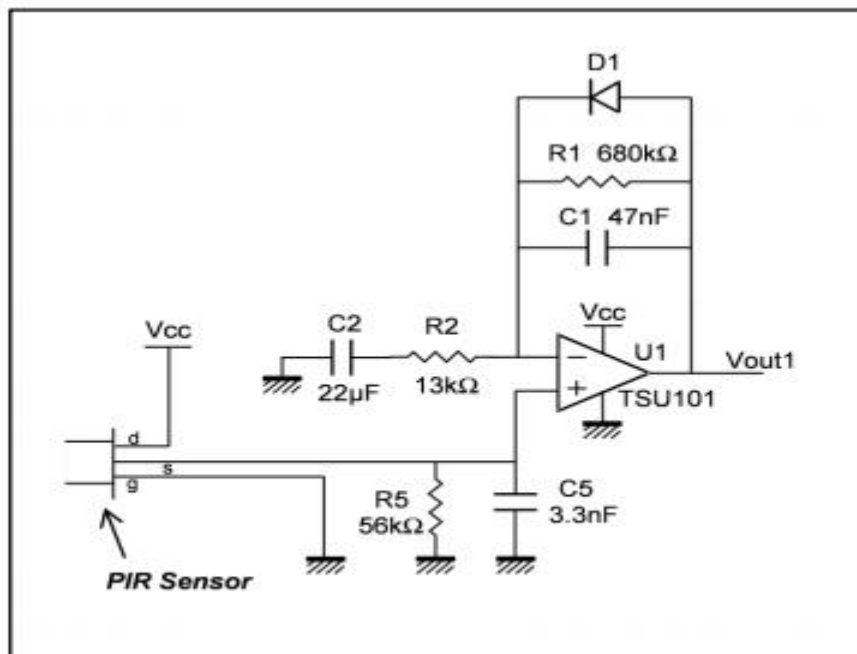 D1
R1 680kΩ
C1 47nF
Vcc
C2
R2
Vcc
U1
Vout1
22µF
13kΩ
TSU101
d
s
g
R5
56kΩ
C5
3.3nF
PIR Sensor